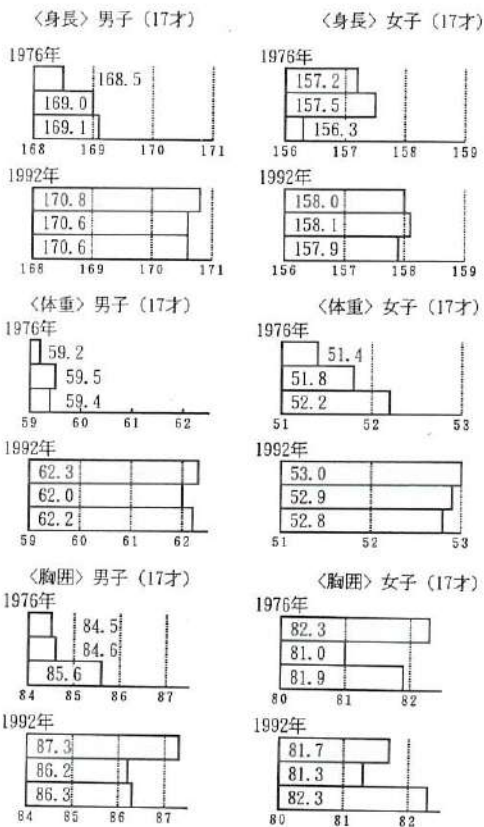 〈身長〉男子（17才）
1976年
168.5
169.0
169.1
168 169 170 171
1992年
170.8
170.6
170.6
168 169 170 171
〈身長〉女子（17才）
1976年
157.2
157.5
156.3
156 157 158 159
1992年
158.0
158.1
157.9
156 157 158 159
〈体重〉男子（17才）
1976年
59.2
59.5
59.4
59 60 61 62
1992年
62.3
62.0
62.2
59 60 61 62
〈体重〉女子（17才）
1976年
51.4
51.8
52.2
51 52 53
1992年
53.0
52.9
52.8
51 52 53
〈胸囲〉男子（17才）
1976年
84.5
84.6
85.6
84 85 86 87
1992年
87.3
86.2
86.3
84 85 86 87
〈胸囲〉女子（17才）
1976年
82.3
81.0
81.9
80 81 82
1992年
81.7
81.3
82.3
80 81 82